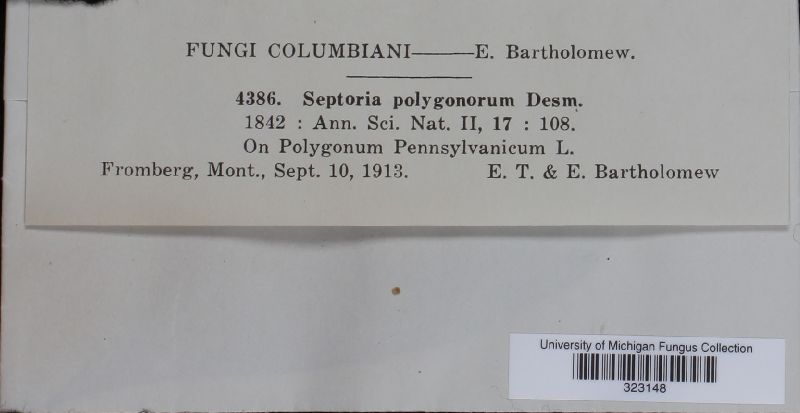 FUNGI COLUMBIANI——E. Bartholomew.
4386. Septoria polygonorum Desm.
1842 : Ann. Sci. Nat. II, 17 : 108.
On Polygonum Pennsylvanicum L.
Fromberg, Mont., Sept. 10, 1913. E. T. & E. Bartholomew
University of Michigan Fungus Collection
323148